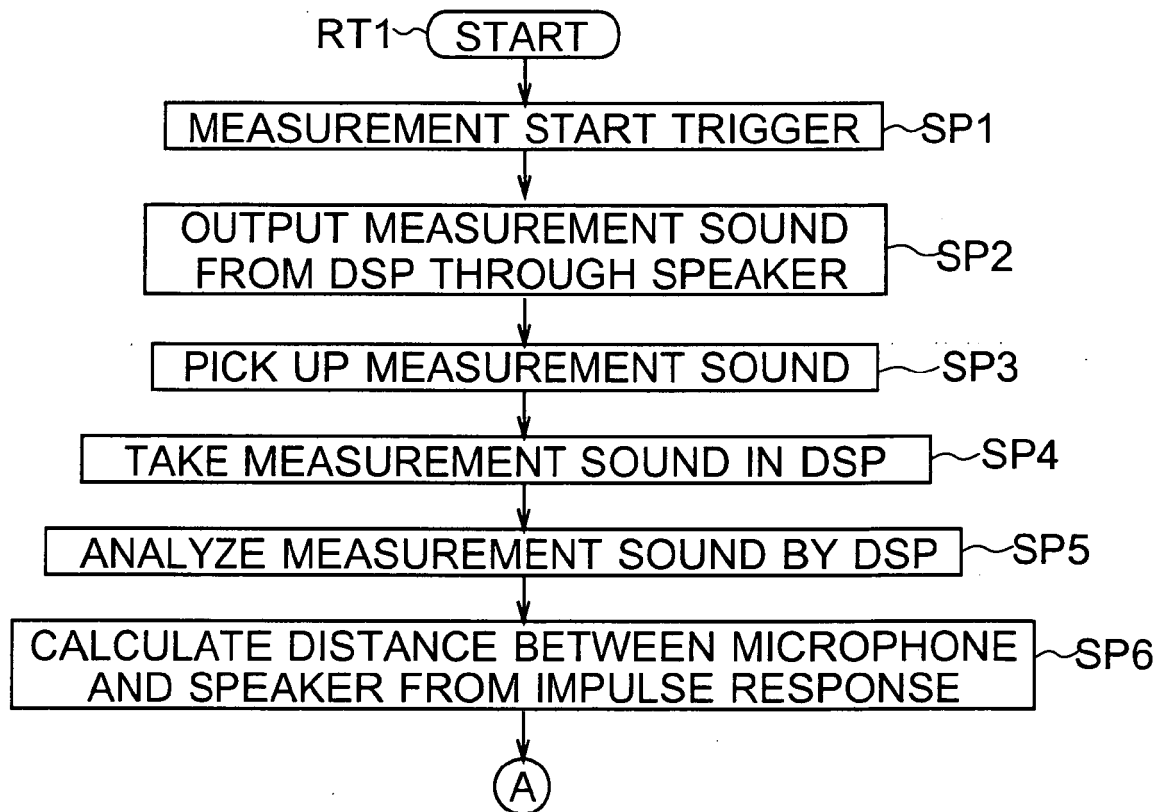 RT1 START
MEASUREMENT START TRIGGER SP1
OUTPUT MEASUREMENT SOUND
FROM DSP THROUGH SPEAKER SP2
PICK UP MEASUREMENT SOUND SP3
TAKE MEASUREMENT SOUND IN DSP SP4
ANALYZE MEASUREMENT SOUND BY DSP SP5
CALCULATE DISTANCE BETWEEN MICROPHONE
AND SPEAKER FROM IMPULSE RESPONSE SP6
A